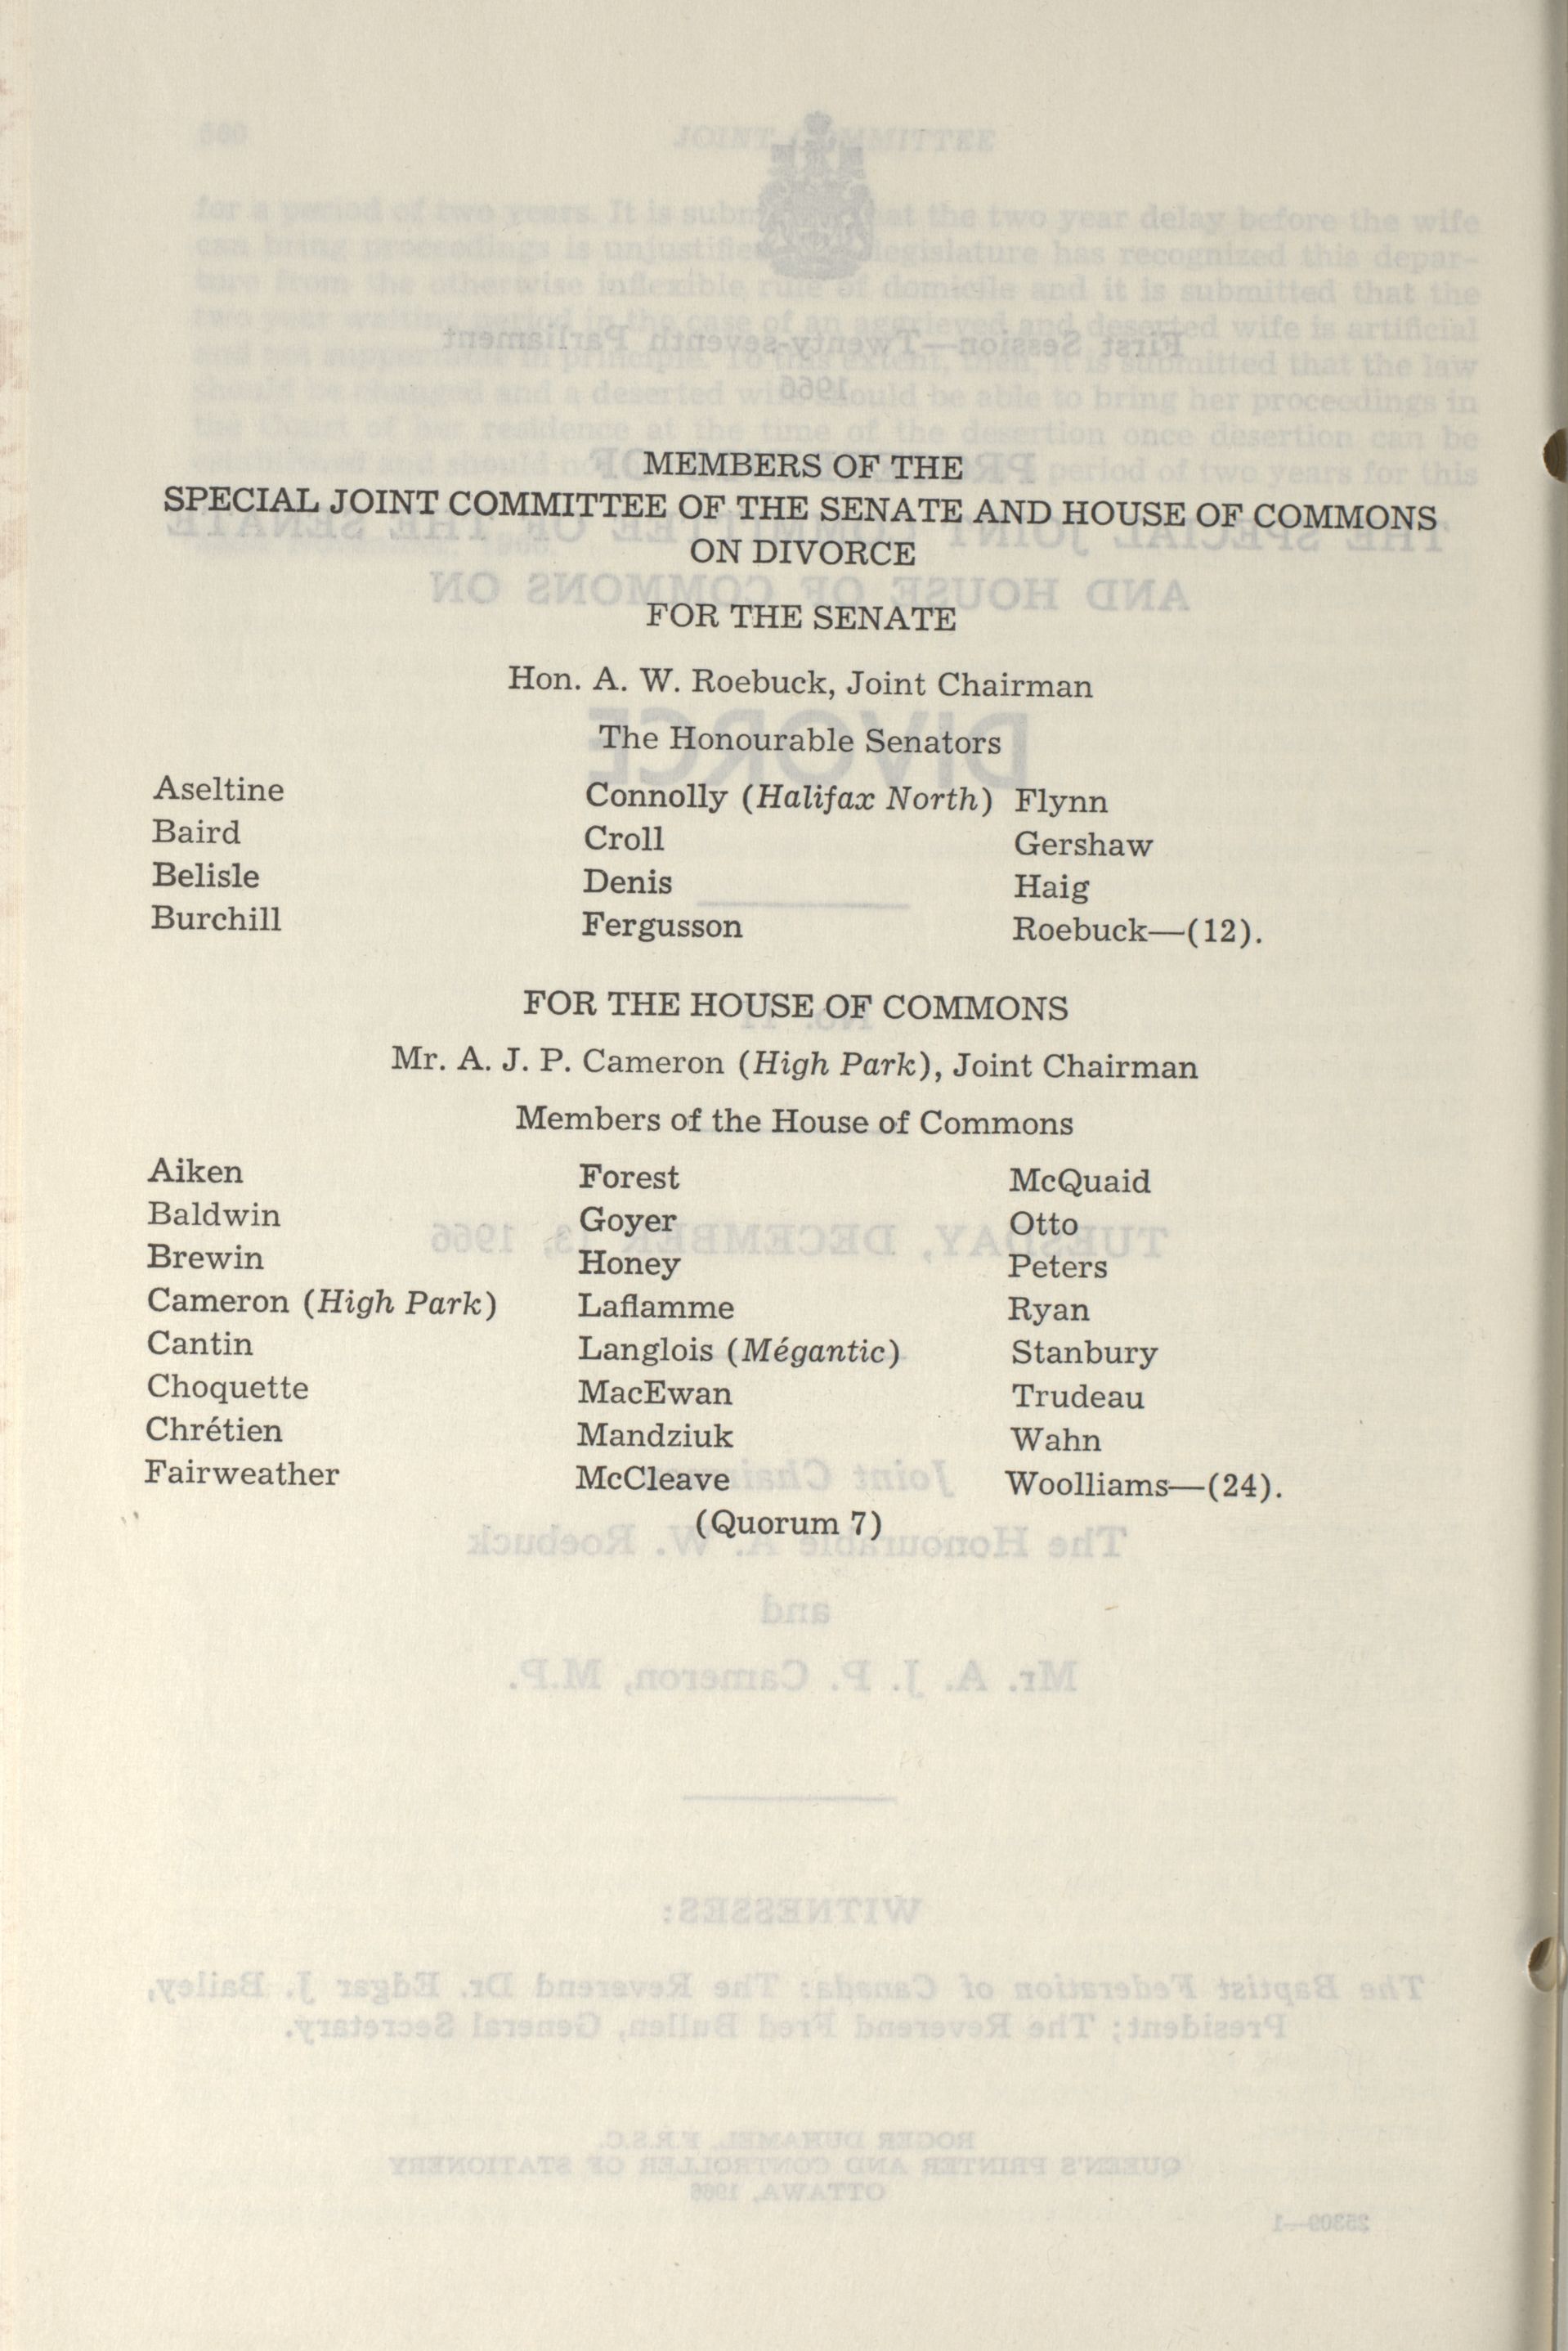 MEMBERS OF THE
SPECIAL JOINT COMMITTEE OF THE SENATE AND HOUSE OF COMMONS
ON DIVORCE
FOR THE SENATE
Hon. A. W. Roebuck, Joint Chairman
The Honourable Senators
Aseltine Connolly (Halifax North) Flynn
Baird Croll Gershaw
Belisle Denis Haig
Burchill Fergusson Roebuck—(12).
FOR THE HOUSE OF COMMONS
Mr. A. J. P. Cameron (High Park), Joint Chairman
Members of the House of Commons
Aiken Forest McQuaid
Baldwin Goyer Otto
Brewin Honey Peters
Cameron (High Park) Laflamme Ryan
Cantin Langlois (Mégantic) Stanbury
Choquette MacEwan Trudeau
Chrétien Mandziuk Wahn
Fairweather McCleave Woolliams—(24).
(Quorum 7)